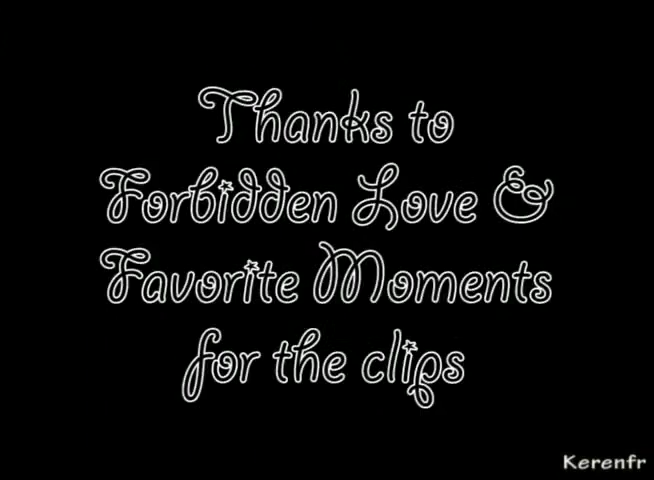 Thanks to
Forbidden Love &
Favorite Moments
for the clips
Kerenfr